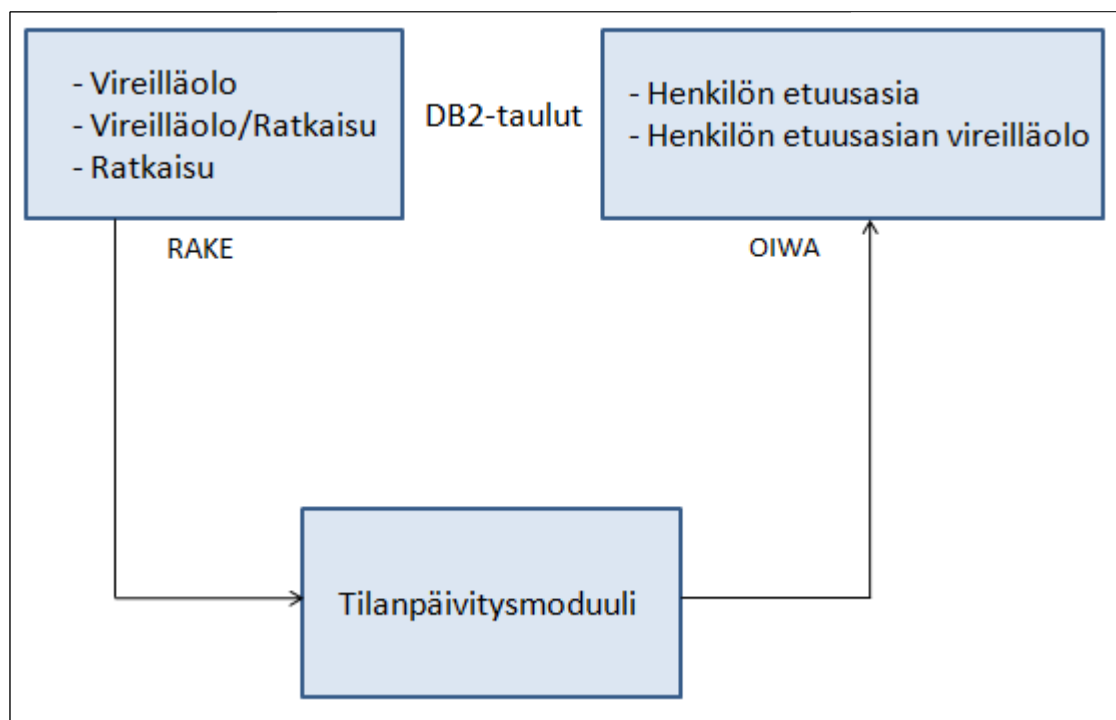 - Vireilläolo
- Vireilläolo/Ratkaisu
- Ratkaisu
DB2-taulut
- Henkilön etuusasia
- Henkilön etuusasian vireilläolo
RAKE
OIWA
Tilanpäivitysmoduuli